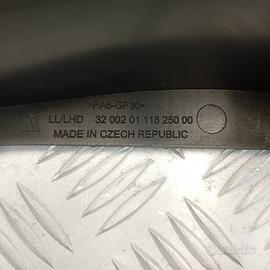 >PA6-GF30<
LL/LHD 32 002 01 118 250 00
MADE IN CZECH REPUBLIC